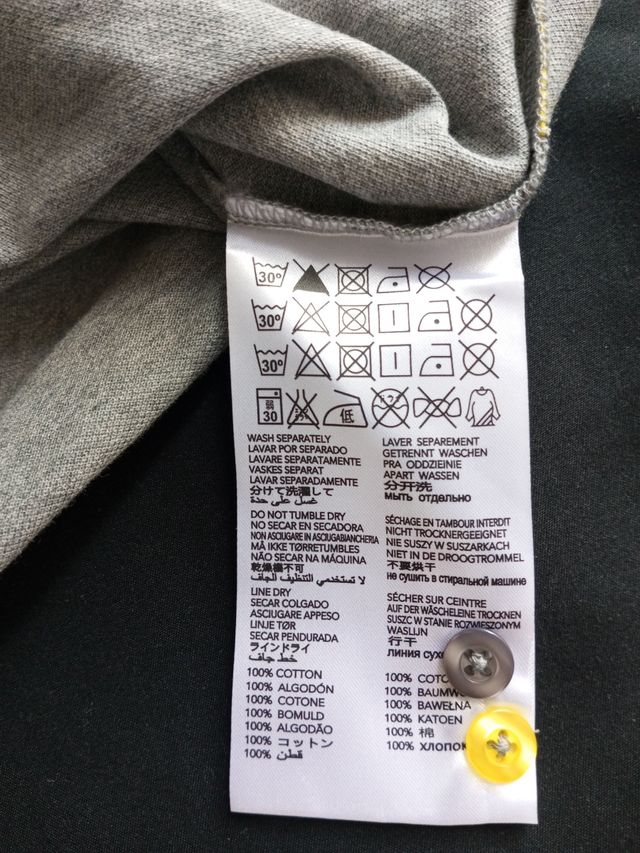 30°
30°
30°
弱
30
低
WASH SEPARATELY
LAVAR POR SEPARADO
LAVARE SEPARATAMENTE
VASKES SEPARAT
LAVAR SEPARADAMENTE
分けて洗濯して
غسل على حدة
LAVER SEPAREMENT
GETRENNT WASCHEN
PRA ODDZIEINIE
APART WASSEN
分开洗
мыть отдельно
DO NOT TUMBLE DRY
NO SECAR EN SECADORA
NON ASCIUGARE IN ASCIUGABIANCHERIA
MÅ IKKE TØRRETUMBLES
NÃO SECAR NA MÁQUINA
乾燥機不可
لا تستخدمي التنظيف الجاف
SÉCHAGE EN TAMBOUR INTERDIT
NICHT TROCKNERGEEIGNET
NIE SUSZY W SUSZARKACH
NIET IN DE DROOGTROMMEL
不要烘干
не сушить в стиральной машине
LINE DRY
SECAR COLGADO
ASCIUGARE APPESO
LINJE TØR
SECAR PENDURADA
ラインドライ
خط جاف
SÉCHER SUR CEINTRE
AUF DER WÄSCHELEINE TROCKNEN
SUSZC W STANIE ROZWIESZONYM
WASLIJN
行干
линия
100% COTTON
100% ALGODÓN
100% COTONE
100% BOMULD
100% ALGODÃO
100% コットン
100% قطن
100%
100%
100% BAWEŁNA
100% KATOEN
100% 棉
100%